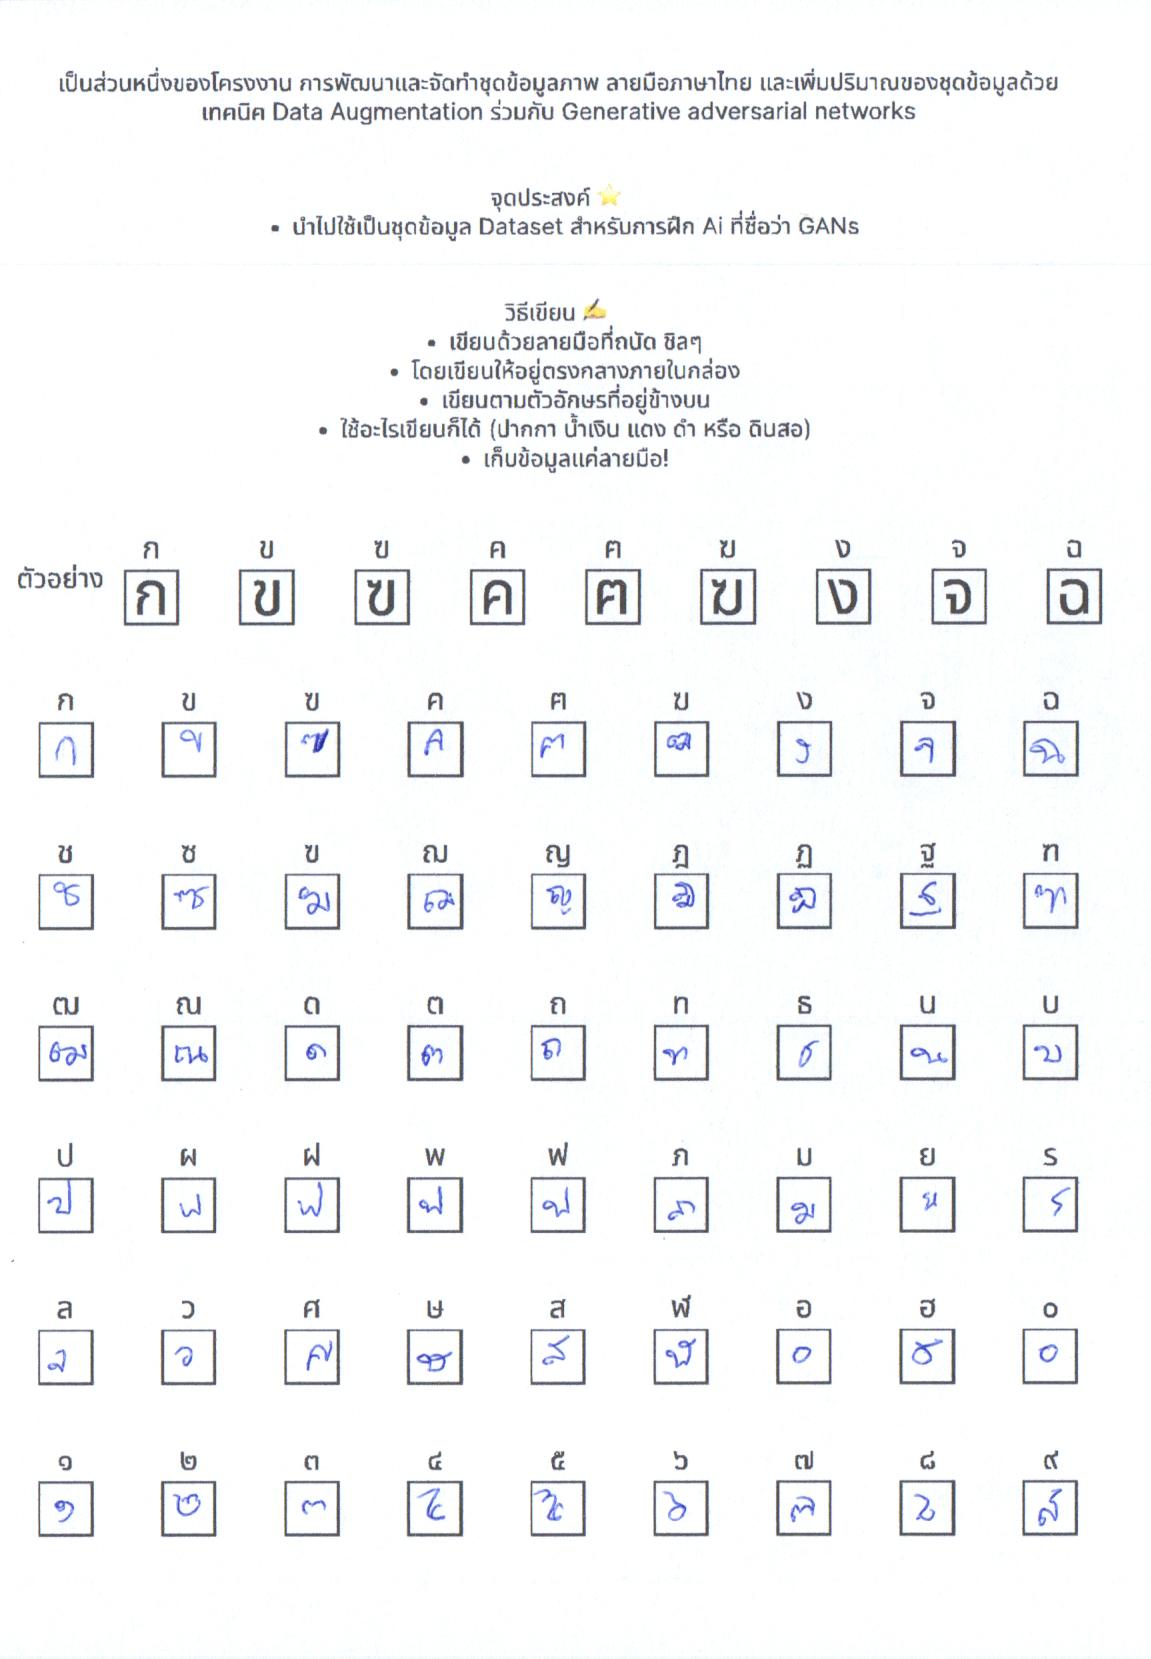 เป็นส่วนหนึ่งของโครงงาน การพัฒนาและจัดทำชุดข้อมูลภาพ ลายมือภาษาไทย และเพิ่มปริมาณของชุดข้อมูลด้วย
เทคนิค Data Augmentation ร่วมกับ Generative adversarial networks
จุดประสงค์ ⭐
• นำไปใช้เป็นชุดข้อมูล Dataset สำหรับการฝึก Ai ที่ชื่อว่า GANs
วิธีเขียน ✍️
• เขียนด้วยลายมือที่ถนัด ชิลๆ
• โดยเขียนให้อยู่ตรงกลางภายในกล่อง
• เขียนตามตัวอักษรที่อยู่ข้างบน
• ใช้อะไรเขียนก็ได้ (ปากกา น้ำเงิน แดง ดำ หรือ ดินสอ)
• เก็บข้อมูลแค่ลายมือ!
ก ข ฃ ค ฅ ฆ ง จ ฉ
ตัวอย่าง ก ข ฃ ค ฅ ฆ ง จ ฉ
ก ข ฃ ค ฅ ฆ ง จ ฉ
ก ข ฃ ค ฅ ฆ ง จ ฉ
ช ซ ฃ ฌ ญ ฎ ฏ ฐ ฑ
ช ซ ฆ ฌ ญ ฎ ฏ ฐ ฑ
ฒ ณ ด ต ถ ท ธ น บ
ฒ ณ ด ต ถ ท ธ น บ
ป ผ ฝ พ ฟ ภ ม ย ร
ป ผ ฝ พ ฟ ภ ม ย ร
ล ว ศ ษ ส ฬ อ ฮ ๐
ล ว ศ ษ ส ฬ อ ฮ ๐
๑ ๒ ๓ ๔ ๕ ๖ ๗ ๘ ๙
๑ ๒ ๓ ๔ ๕ ๖ ๗ ๘ ๙